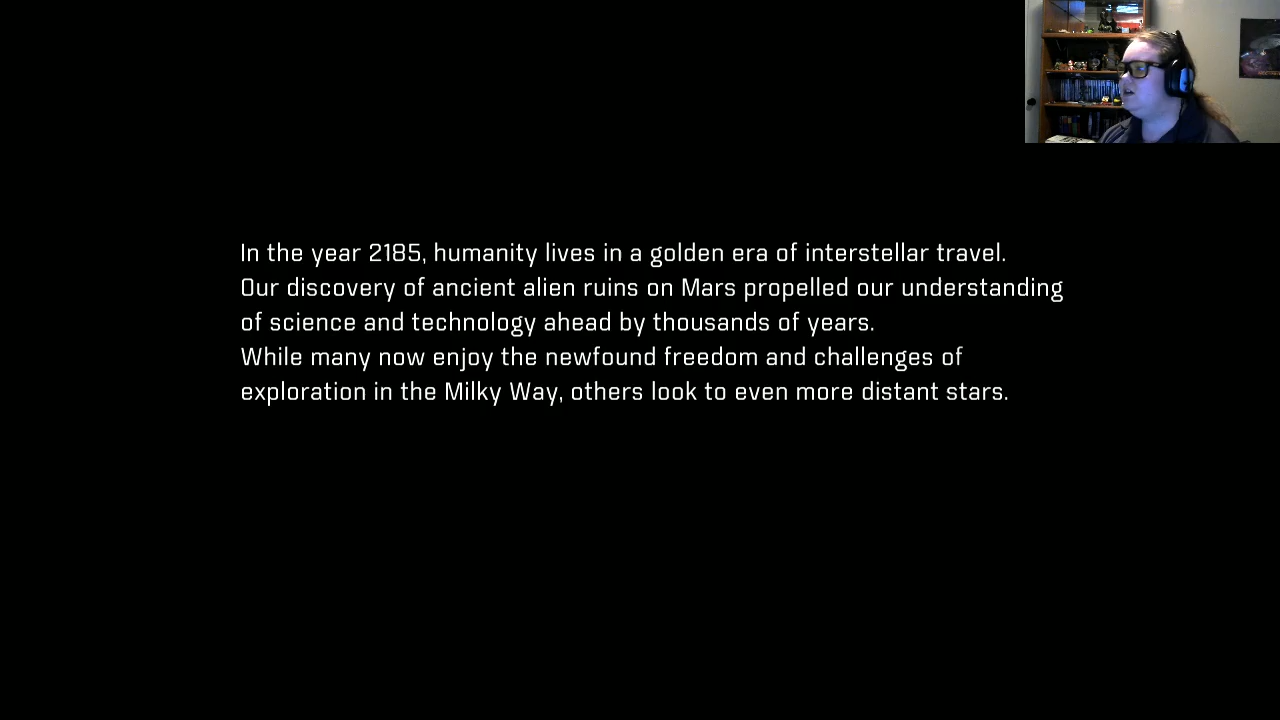 In the year 2185, humanity lives in a golden era of interstellar travel.
Our discovery of ancient alien ruins on Mars propelled our understanding
of science and technology ahead by thousands of years.
While many now enjoy the newfound freedom and challenges of
exploration in the Milky Way, others look to even more distant stars.